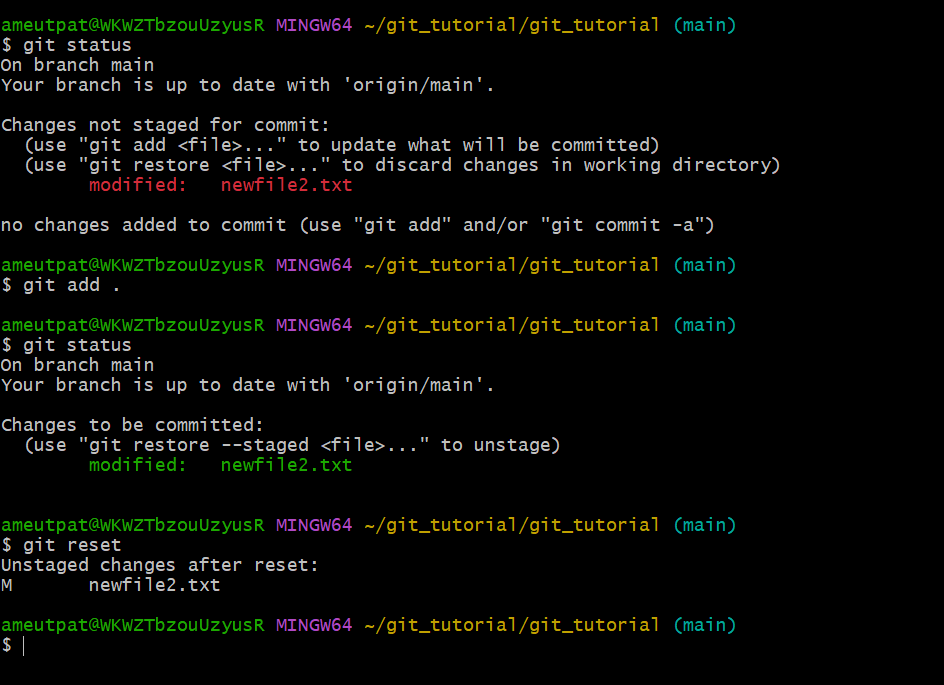 ameutpat@WKWZTbzouUzyusR MINGW64 ~/git_tutorial/git_tutorial (main)
$ git status
On branch main
Your branch is up to date with 'origin/main'.
Changes not staged for commit:
  (use "git add <file>..." to update what will be committed)
  (use "git restore <file>..." to discard changes in working directory)
        modified:   newfile2.txt
no changes added to commit (use "git add" and/or "git commit -a")
ameutpat@WKWZTbzouUzyusR MINGW64 ~/git_tutorial/git_tutorial (main)
$ git add .
ameutpat@WKWZTbzouUzyusR MINGW64 ~/git_tutorial/git_tutorial (main)
$ git status
On branch main
Your branch is up to date with 'origin/main'.
Changes to be committed:
  (use "git restore --staged <file>..." to unstage)
        modified:   newfile2.txt
ameutpat@WKWZTbzouUzyusR MINGW64 ~/git_tutorial/git_tutorial (main)
$ git reset
Unstaged changes after reset:
M       newfile2.txt
ameutpat@WKWZTbzouUzyusR MINGW64 ~/git_tutorial/git_tutorial (main)
$